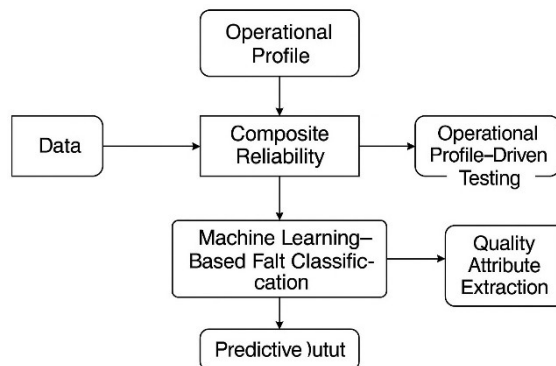 Operational
Profile
Data
Composite
Reliability
Operational
Profile–Driven
Testing
Machine Learning–
Based Falt Classific-
cation
Quality
Attribute
Extraction
Predictive )utut